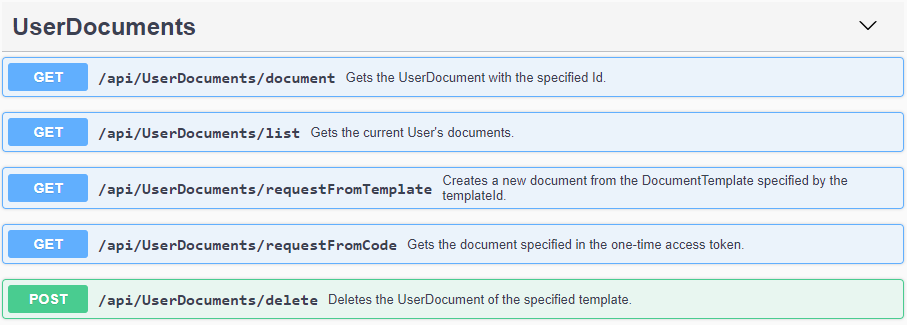 UserDocuments
GET /api/UserDocuments/document Gets the UserDocument with the specified Id.
GET /api/UserDocuments/list Gets the current User's documents.
GET /api/UserDocuments/requestFromTemplate Creates a new document from the DocumentTemplate specified by the
templateId.
GET /api/UserDocuments/requestFromCode Gets the document specified in the one-time access token.
POST /api/UserDocuments/delete Deletes the UserDocument of the specified template.